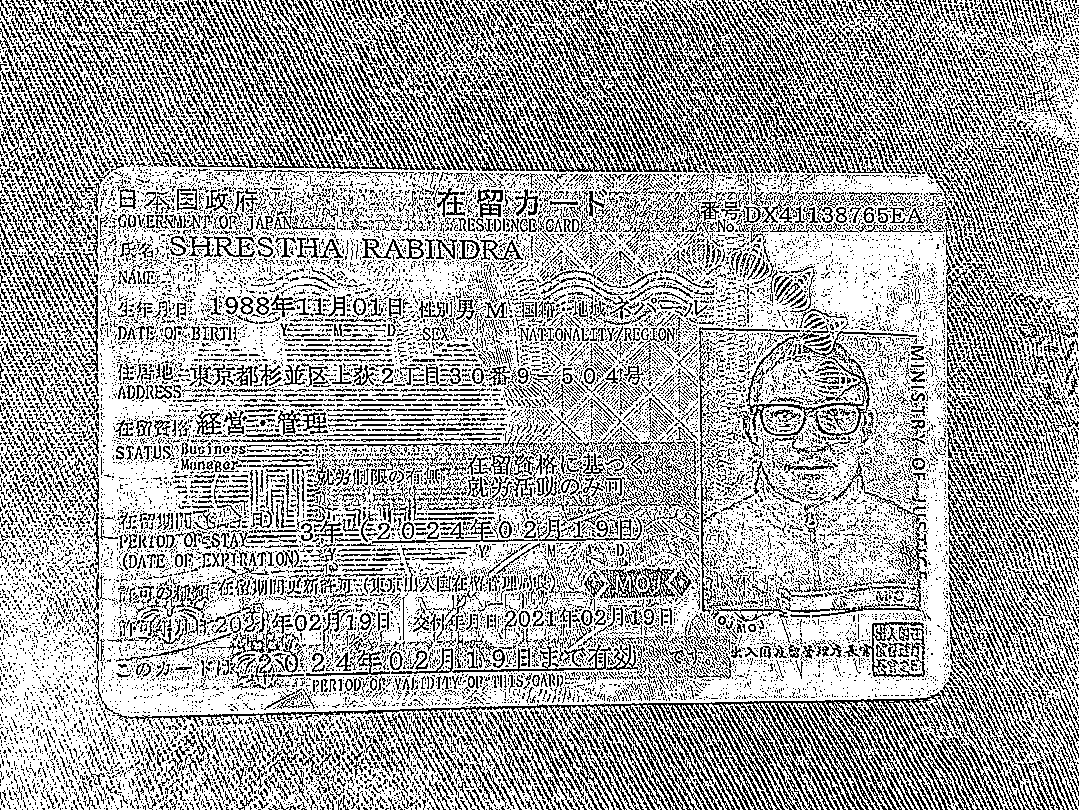 日本国政府 在留カード 番号 DX41138765EA
GOVERNMENT OF JAPAN RESIDENCE CARD No.
氏名 SHRESTHA RABINDRA
NAME
生年月日 1988年11月01日 性別 男 M. 国籍・地域 ネパール
DATE OF BIRTH Y M D SEX NATIONALITY/REGION
住居地 東京都杉並区上荻2丁目30番9-504号
ADDRESS
在留資格 経営・管理
STATUS Business
Manager
就労制限の有無 在留資格に基づく
就労活動のみ可
在留期間(満了日) 3年(2024年02月19日)
PERIOD OF STAY
(DATE OF EXPIRATION) Y Y M D
許可の種類 在留期間更新許可(東京出入国在留管理局長)
許可年月日 2021年02月19日 交付年月日 2021年02月19日
このカードは 2024年02月19日まで有効 です
PERIOD OF VALIDITY OF THIS CARD
MINISTRY OF JUSTICE
MOJ
出入国在留管理庁長官